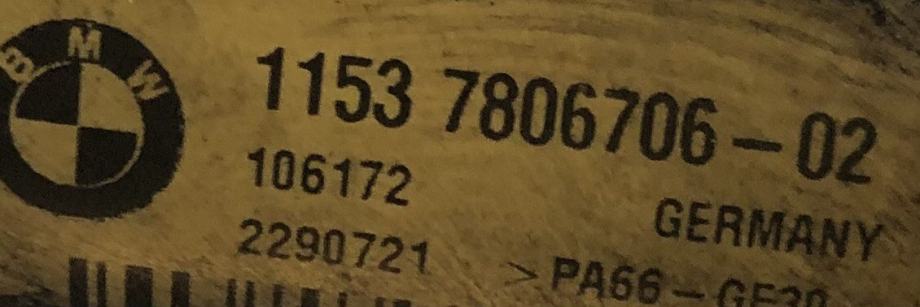 BMW
1153 7806706-02
106172
2290721
GERMANY
>PA66-